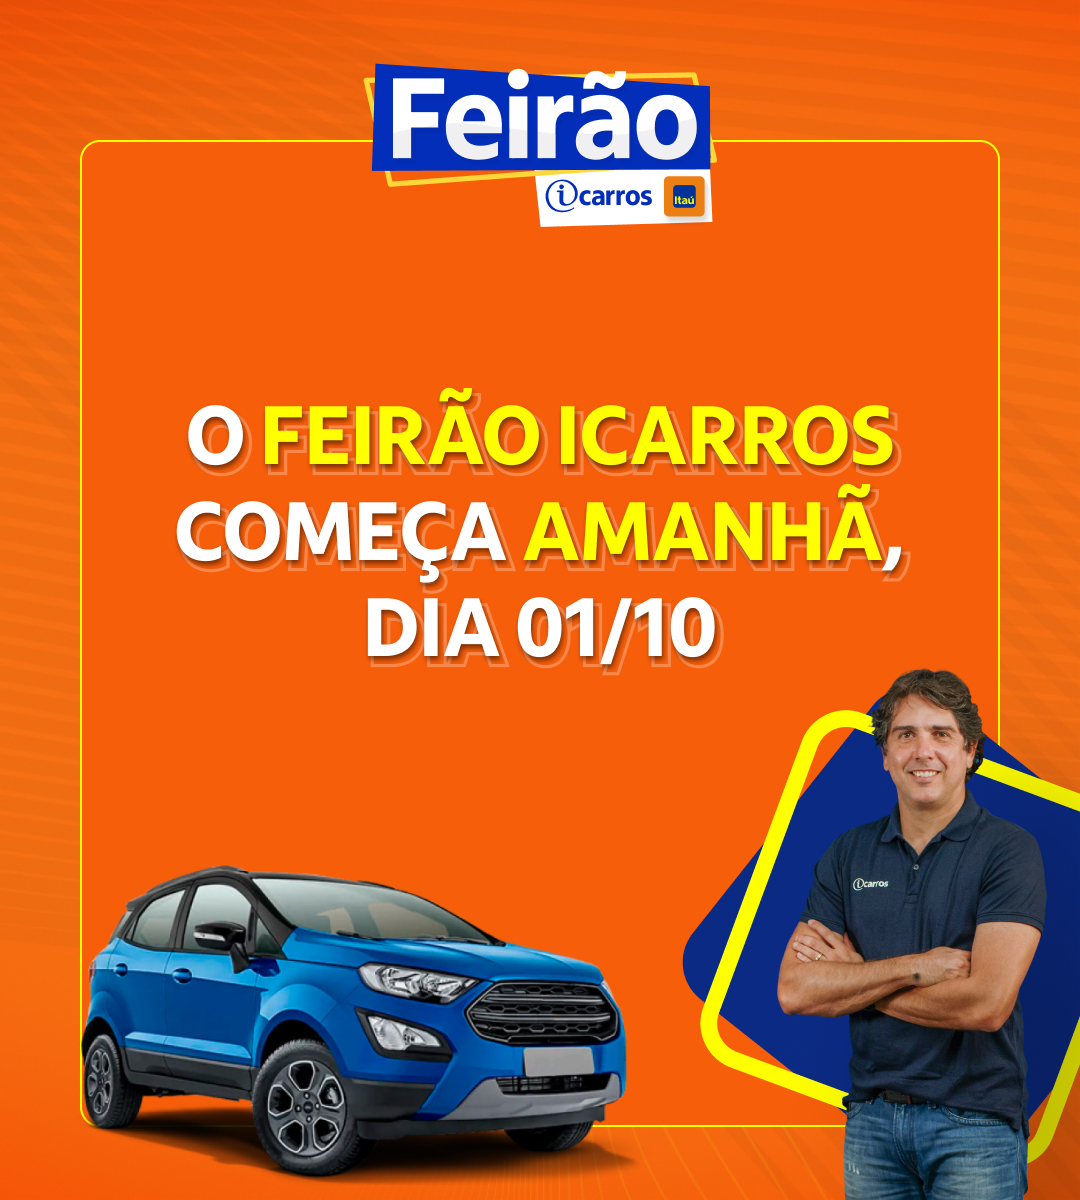 Feirão
icarros Itaú
O FEIRÃO ICARROS
COMEÇA AMANHÃ,
DIA 01/10
icarros